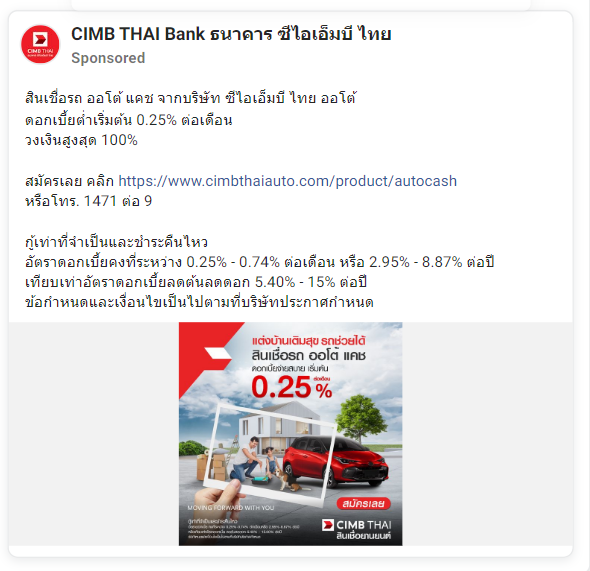 CIMB THAI Bank ธนาคาร ซีไอเอ็มบี ไทย
Sponsored
สินเชื่อรถ ออโต้ แคช จากบริษัท ซีไอเอ็มบี ไทย ออโต้
ดอกเบี้ยต่ำเริ่มต้น 0.25% ต่อเดือน
วงเงินสูงสุด 100%
สมัครเลย คลิก https://www.cimbthaiauto.com/product/autocash
หรือโทร. 1471 ต่อ 9
กู้เท่าที่จำเป็นและชำระคืนไหว
อัตราดอกเบี้ยคงที่ระหว่าง 0.25% - 0.74% ต่อเดือน หรือ 2.95% - 8.87% ต่อปี
เทียบเท่าอัตราดอกเบี้ยลดต้นลดดอก 5.40% - 15% ต่อปี
ข้อกำหนดและเงื่อนไขเป็นไปตามที่บริษัทประกาศกำหนด
แต่งบ้านเติมสุข รถช่วยได้
สินเชื่อรถ ออโต้ แคช
ดอกเบี้ยจ่ายสบาย เริ่มต้น
0.25% ต่อเดือน
สมัครเลย
MOVING FORWARD WITH YOU
CIMB THAI
สินเชื่อยานยนต์
CIMB THAI